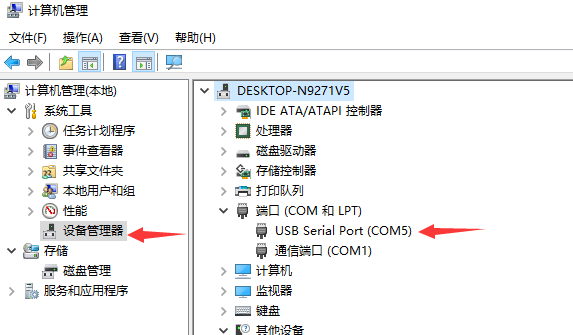 计算机管理
文件(F) 操作(A) 查看(V) 帮助(H)
计算机管理(本地)
系统工具
任务计划程序
事件查看器
共享文件夹
本地用户和组
性能
设备管理器
存储
磁盘管理
服务和应用程序
DESKTOP-N9271V5
IDE ATA/ATAPI 控制器
处理器
磁盘驱动器
存储控制器
打印队列
端口 (COM 和 LPT)
USB Serial Port (COM5)
通信端口 (COM1)
计算机
监视器
键盘
其他设备